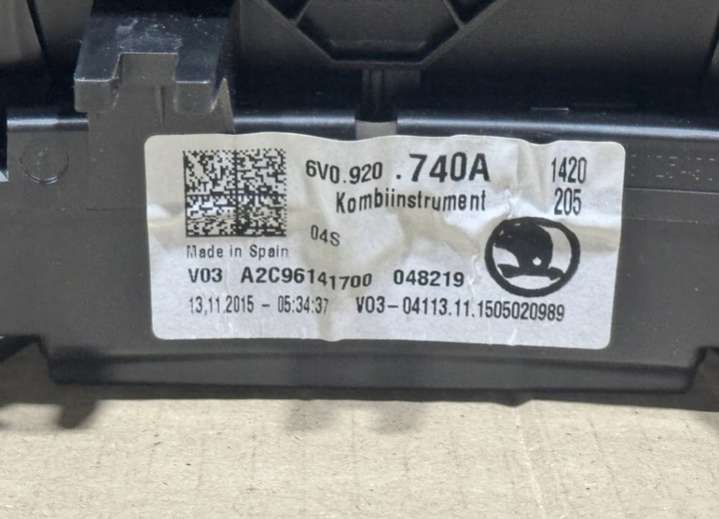 6V0.920 .740A 1420
Kombiinstrument 205
04S
Made in Spain
V03 A2C96141700 048219
13,11.2015 - 05:34:37 V03-04113.11.1505020989